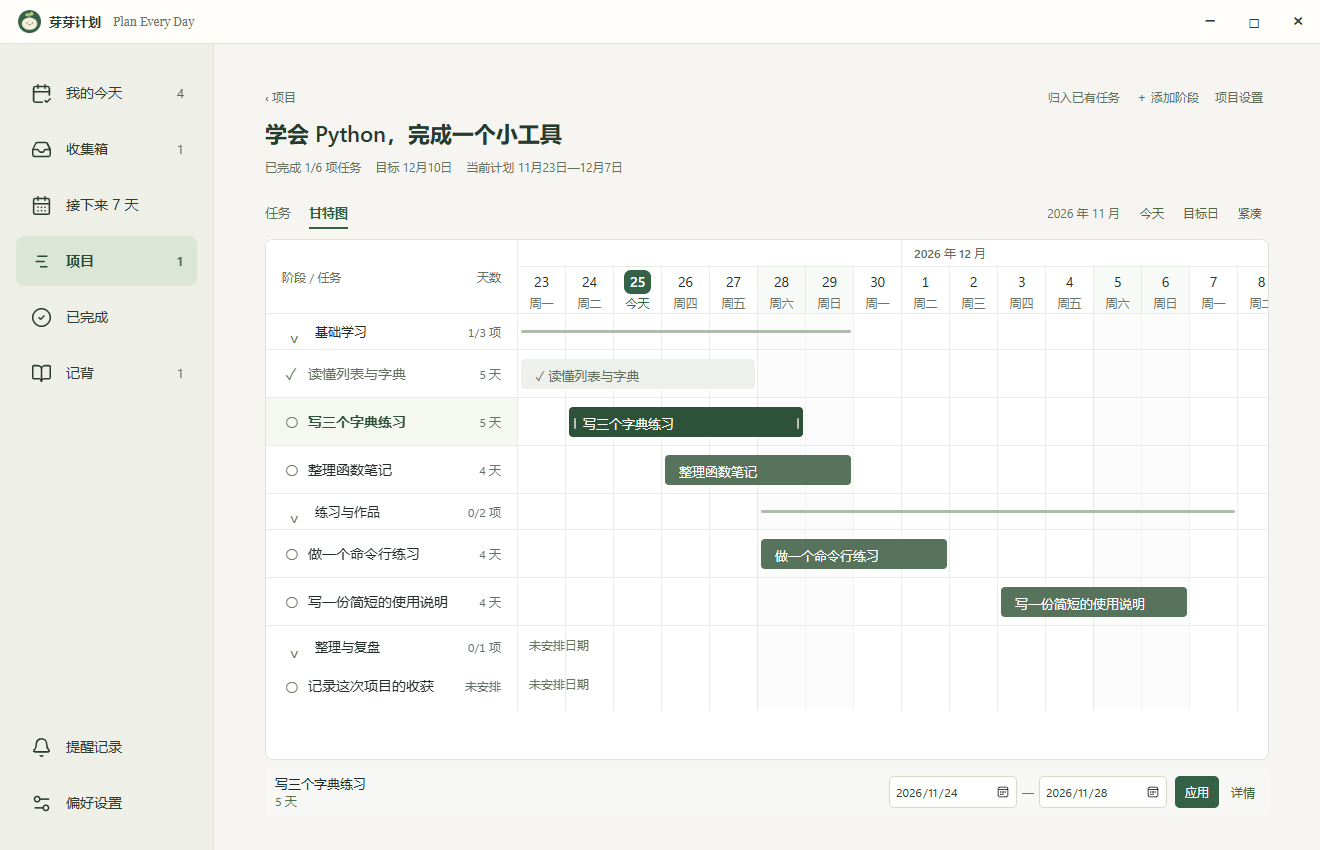 芽芽计划 Plan Every Day
我的今天 4
收集箱 1
接下来 7 天
项目 1
已完成
记背 1
提醒记录
偏好设置
‹ 项目
归入已有任务 + 添加阶段 项目设置
学会 Python，完成一个小工具
已完成 1/6 项任务 目标 12月10日 当前计划 11月23日—12月7日
任务 甘特图
2026 年 11 月 今天 目标日 紧凑
2026 年 12 月
阶段 / 任务 天数
23 24 25 26 27 28 29 30 1 2 3 4 5 6 7 8
周一 周二 今天 周四 周五 周六 周日 周一 周二 周三 周四 周五 周六 周日 周一 周二
基础学习 1/3 项
✓ 读懂列表与字典 5 天 ✓ 读懂列表与字典
写三个字典练习 5 天 写三个字典练习
整理函数笔记 4 天 整理函数笔记
练习与作品 0/2 项
做一个命令行练习 4 天 做一个命令行练习
写一份简短的使用说明 4 天 写一份简短的使用说明
整理与复盘 0/1 项 未安排日期
记录这次项目的收获 未安排 未安排日期
写三个字典练习
5 天
2026/11/24 — 2026/11/28 应用 详情